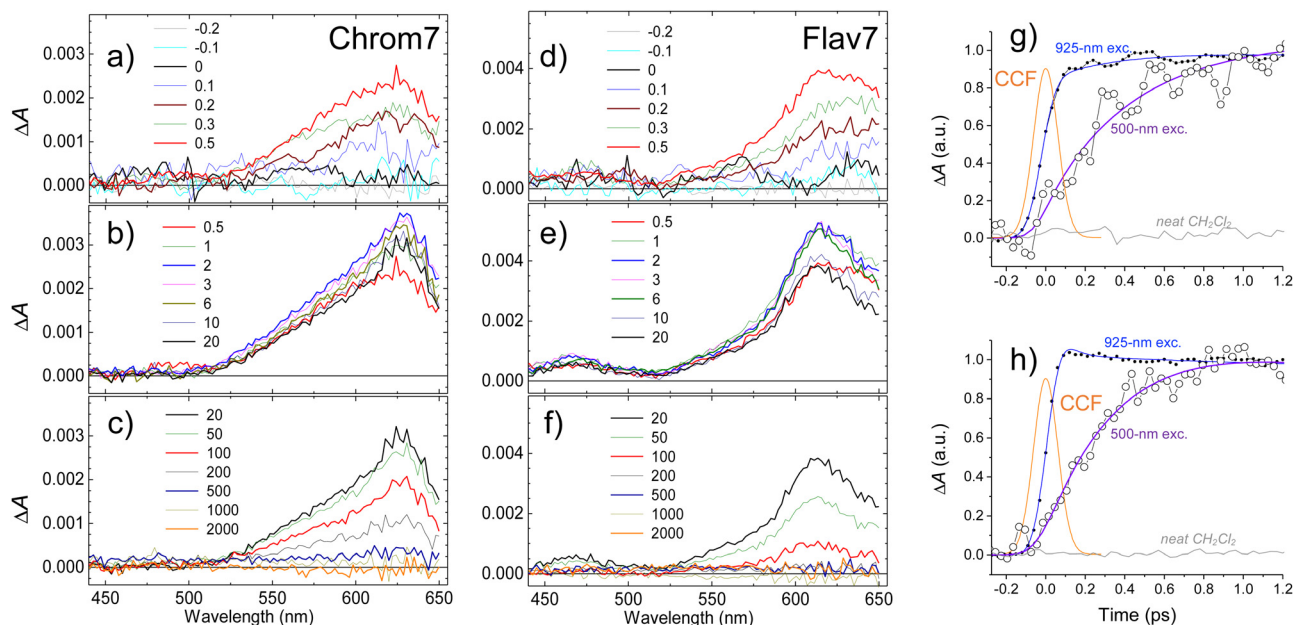 a)
Chrom7
-0.2
-0.1
0
0.1
0.2
0.3
0.5
0.003
0.002
0.001
0.000
ΔA
b)
0.5
1
2
3
6
10
20
0.003
0.002
0.001
0.000
ΔA
c)
20
50
100
200
500
1000
2000
0.003
0.002
0.001
0.000
ΔA
450 500 550 600 650
Wavelength (nm)
d)
Flav7
-0.2
-0.1
0
0.1
0.2
0.3
0.5
0.004
0.002
0.000
e)
0.5
1
2
3
6
10
20
0.004
0.002
0.000
f)
20
50
100
200
500
1000
2000
0.004
0.002
0.000
450 500 550 600 650
Wavelength (nm)
g)
925-nm exc.
CCF
500-nm exc.
neat CH2Cl2
1.0
0.8
0.6
0.4
0.2
0.0
ΔA (a.u.)
-0.2 0.0 0.2 0.4 0.6 0.8 1.0 1.2
h)
925-nm exc.
CCF
500-nm exc.
neat CH2Cl2
1.0
0.8
0.6
0.4
0.2
0.0
ΔA (a.u.)
-0.2 0.0 0.2 0.4 0.6 0.8 1.0 1.2
Time (ps)